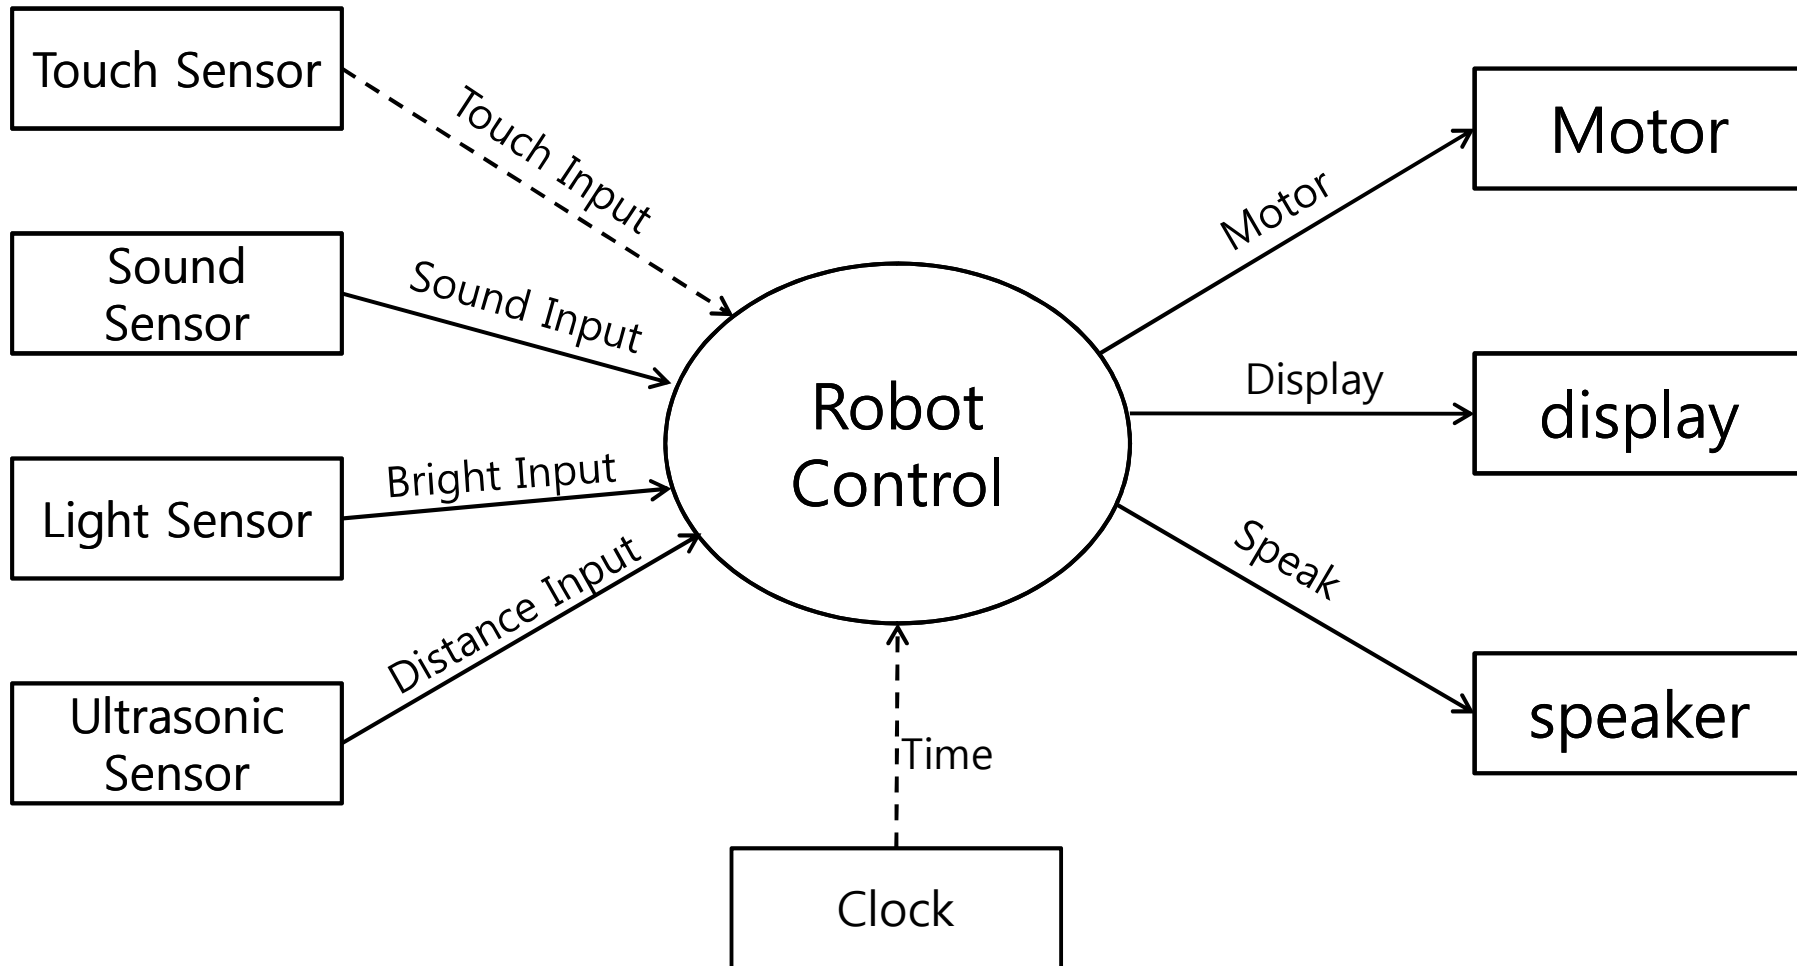 Touch Sensor
Touch Input
Motor
Motor
Sound
Sensor
Sound Input
Robot
Control
Display
display
Light Sensor
Bright Input
Speak
Distance Input
Ultrasonic
Sensor
speaker
Time
Clock